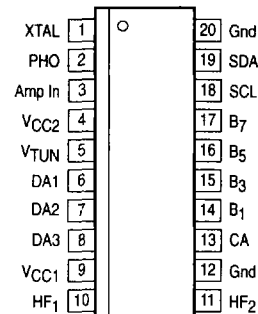 XTAL 1 20 Gnd
PHO 2 19 SDA
Amp In 3 18 SCL
VCC2 4 17 B7
VTUN 5 16 B5
DA1 6 15 B3
DA2 7 14 B1
DA3 8 13 CA
VCC1 9 12 Gnd
HF1 10 11 HF2